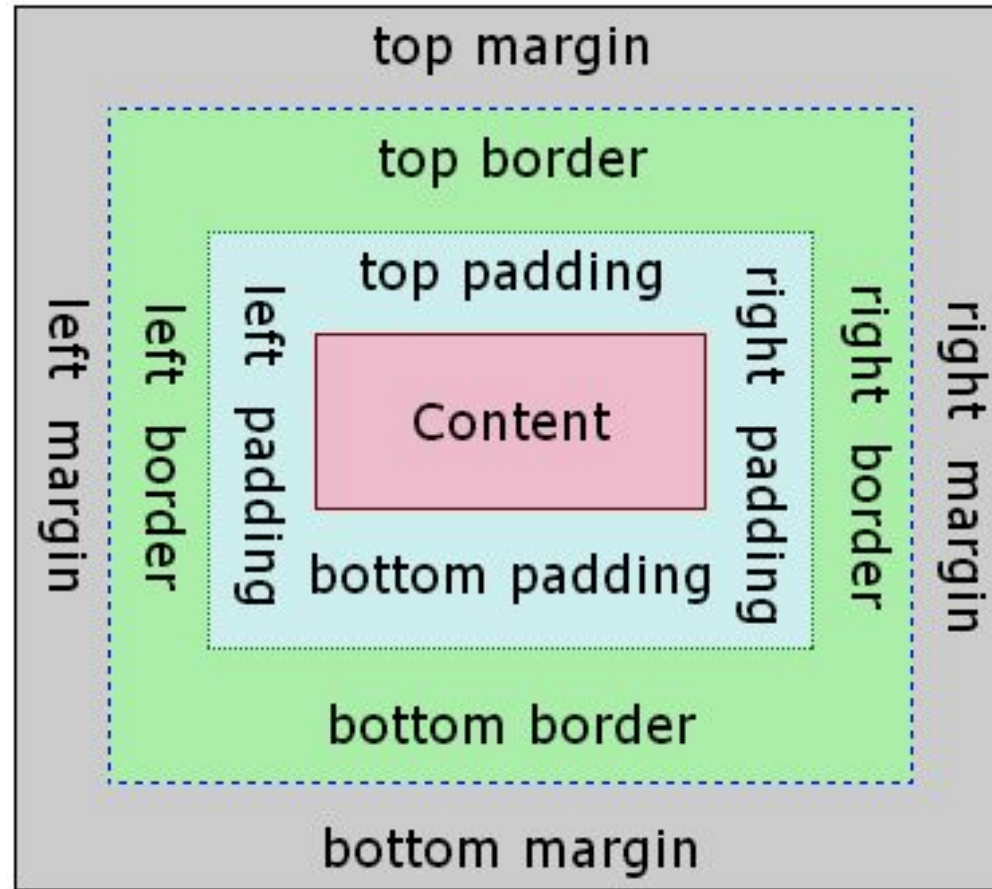 top margin
top border
top padding
left margin
left border
left padding
Content
right padding
right border
right margin
bottom padding
bottom border
bottom margin